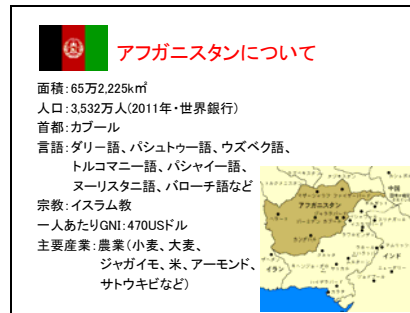 アフガニスタンについて
面積:65万2,225k㎡
人口:3,532万人(2011年・世界銀行)
首都:カブール
言語:ダリー語、パシュトゥー語、ウズベク語、
トルコマニー語、パシャイー語、
ヌーリスタニ語、バローチ語など
宗教:イスラム教
一人あたりGNI:470USドル
主要産業:農業(小麦、大麦、
ジャガイモ、米、アーモンド、
サトウキビなど)
中国
アフガニスタン
カンダハル
イラン
インド